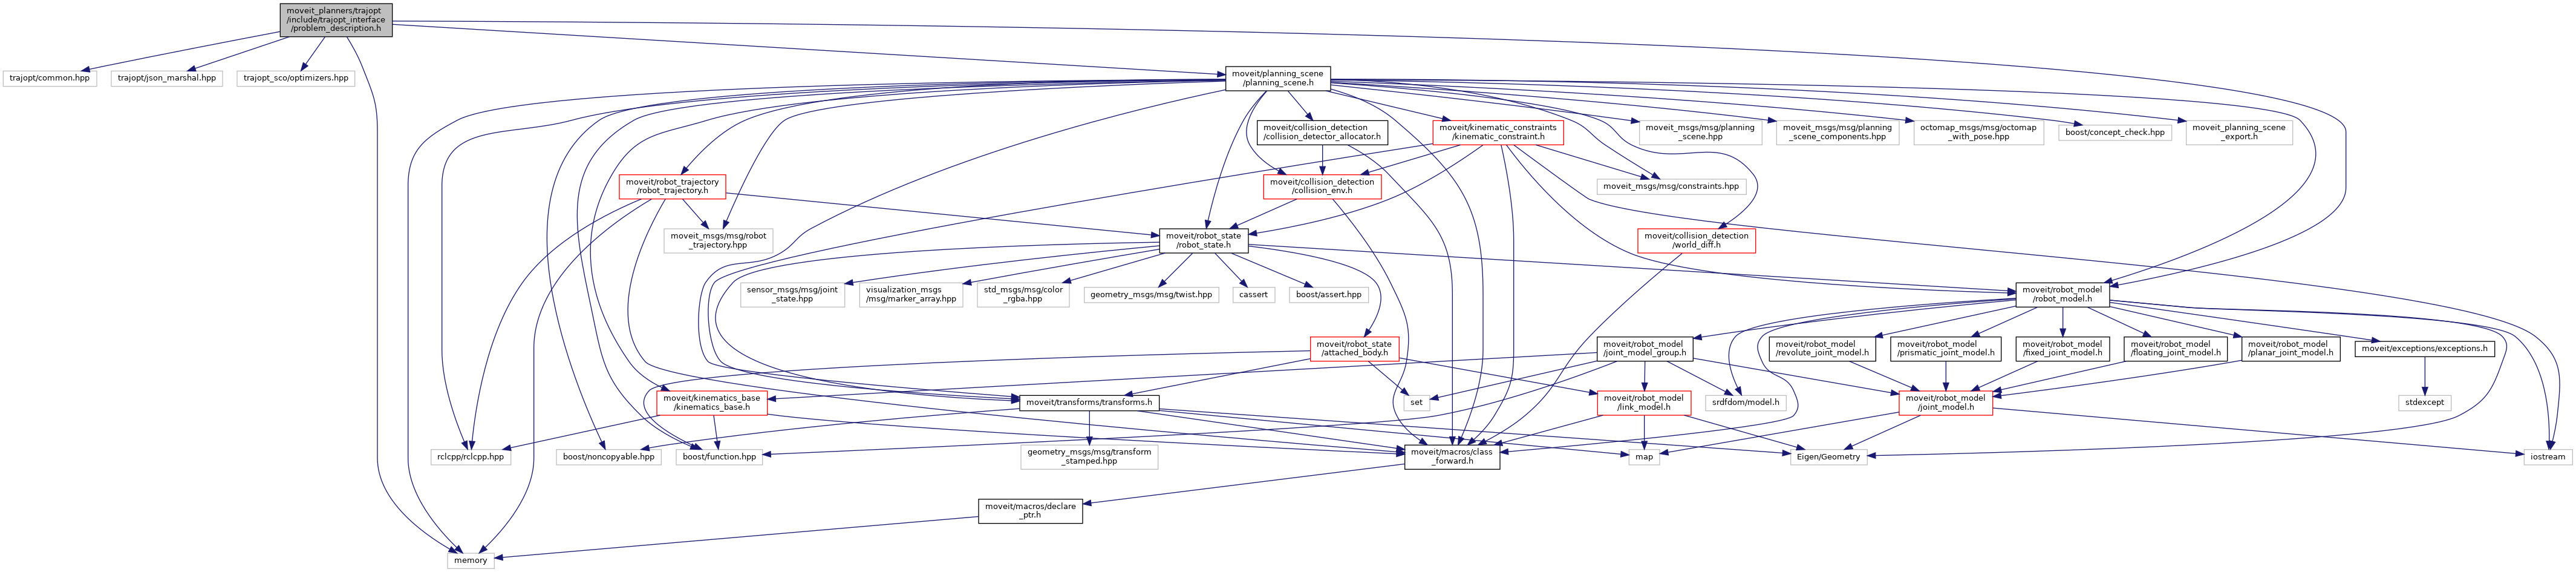 moveit_planners/trajopt
/include/trajopt_interface
/problem_description.h
trajopt/common.hpp
trajopt/json_marshal.hpp
trajopt_sco/optimizers.hpp
moveit/planning_scene
/planning_scene.h
moveit/collision_detection
/collision_detector_allocator.h
moveit/kinematic_constraints
/kinematic_constraint.h
moveit_msgs/msg/planning
_scene.hpp
moveit_msgs/msg/planning
_scene_components.hpp
octomap_msgs/msg/octomap
_with_pose.hpp
boost/concept_check.hpp
moveit_planning_scene
_export.h
moveit/robot_trajectory
/robot_trajectory.h
moveit/collision_detection
/collision_env.h
moveit_msgs/msg/constraints.hpp
moveit_msgs/msg/robot
_trajectory.hpp
moveit/robot_state
/robot_state.h
moveit/collision_detection
/world_diff.h
sensor_msgs/msg/joint
_state.hpp
visualization_msgs
/msg/marker_array.hpp
std_msgs/msg/color
_rgba.hpp
geometry_msgs/msg/twist.hpp
cassert
boost/assert.hpp
moveit/robot_model
/robot_model.h
moveit/robot_state
/attached_body.h
moveit/robot_model
/joint_model_group.h
moveit/robot_model
/revolute_joint_model.h
moveit/robot_model
/prismatic_joint_model.h
moveit/robot_model
/fixed_joint_model.h
moveit/robot_model
/floating_joint_model.h
moveit/robot_model
/planar_joint_model.h
moveit/exceptions/exceptions.h
moveit/kinematics_base
/kinematics_base.h
moveit/transforms/transforms.h
set
moveit/robot_model
/link_model.h
srdfdom/model.h
moveit/robot_model
/joint_model.h
stdexcept
rclcpp/rclcpp.hpp
boost/noncopyable.hpp
boost/function.hpp
geometry_msgs/msg/transform
_stamped.hpp
moveit/macros/class
_forward.h
map
Eigen/Geometry
iostream
moveit/macros/declare
_ptr.h
memory